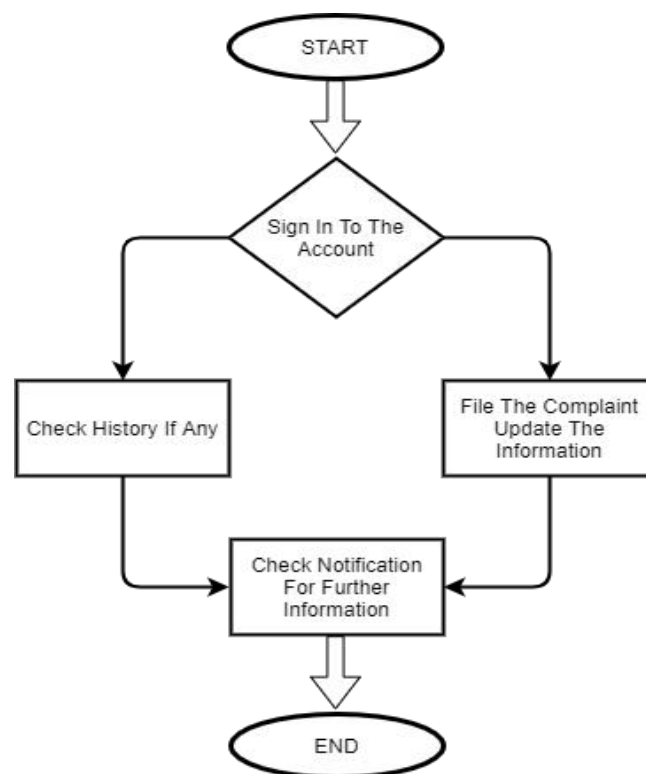 START
Sign In To The
Account
Check History If Any
File The Complaint
Update The
Information
Check Notification
For Further
Information
END